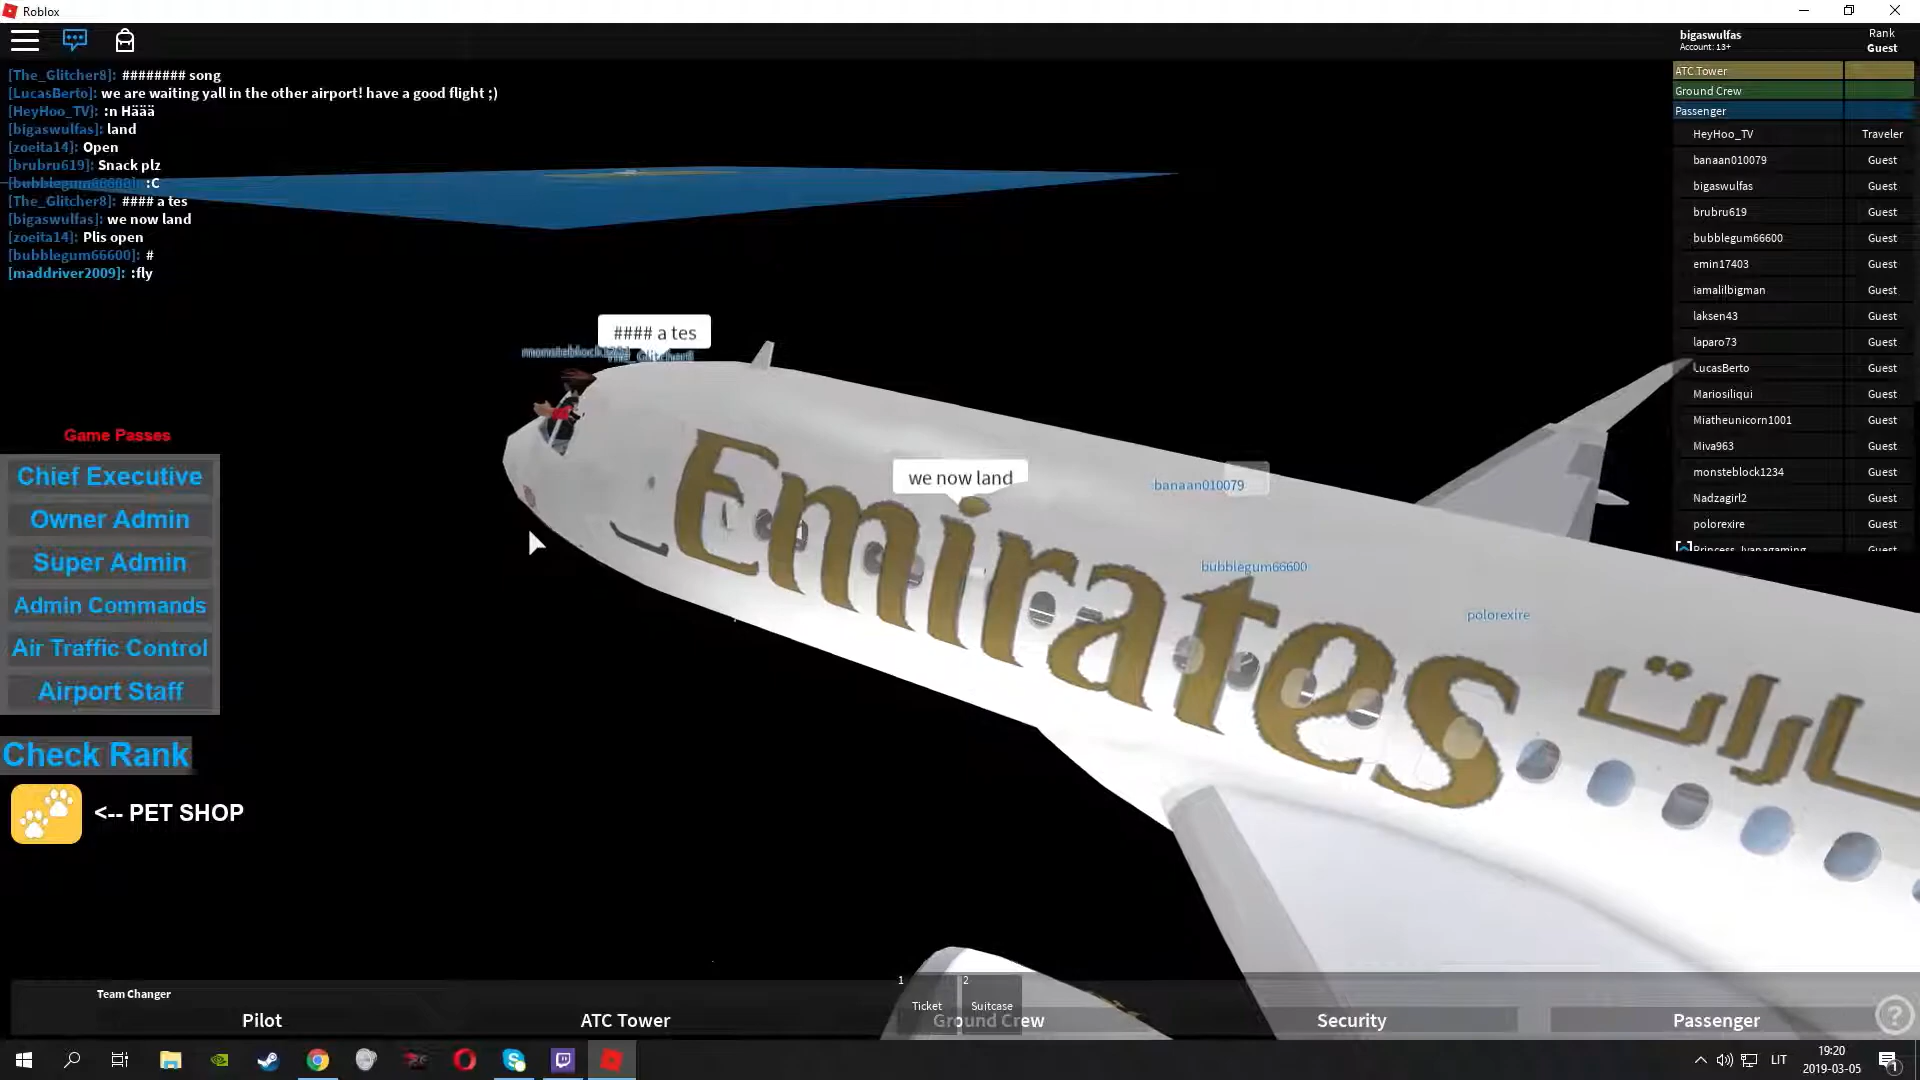 Roblox
bigaswulfas
Account: 13+
Rank
Guest
[The_Glitcher8]: ######## song
[LucasBerto]: we are waiting yall in the other airport! have a good flight ;)
[HeyHoo_TV]: :n Häää
[bigaswulfas]: land
[zoeita14]: Open
[brubru619]: Snack plz
[bubblegum66600]: :C
[The_Glitcher8]: #### a tes
[bigaswulfas]: we now land
[zoeita14]: Plis open
[bubblegum66600]: #
[maddriver2009]: :fly
ATC Tower
Ground Crew
Passenger
HeyHoo_TV Traveler
banaan010079 Guest
bigaswulfas Guest
brubru619 Guest
bubblegum66600 Guest
emin17403 Guest
iamalilbigman Guest
laksen43 Guest
laparo73 Guest
LucasBerto Guest
Mariosiliqui Guest
Miatheunicorn1001 Guest
Miva963 Guest
monsteblock1234 Guest
Nadzagirl2 Guest
polorexire Guest
#### a tes
monsteblock1234
The_Glitcher8
we now land
banaan010079
bubblegum66600
polorexire
Emirates
Game Passes
Chief Executive
Owner Admin
Super Admin
Admin Commands
Air Traffic Control
Airport Staff
Check Rank
<-- PET SHOP
Team Changer
1
Ticket
2
Suitcase
Pilot
ATC Tower
Ground Crew
Security
Passenger
?
LIT
19:20
2019-03-05
1